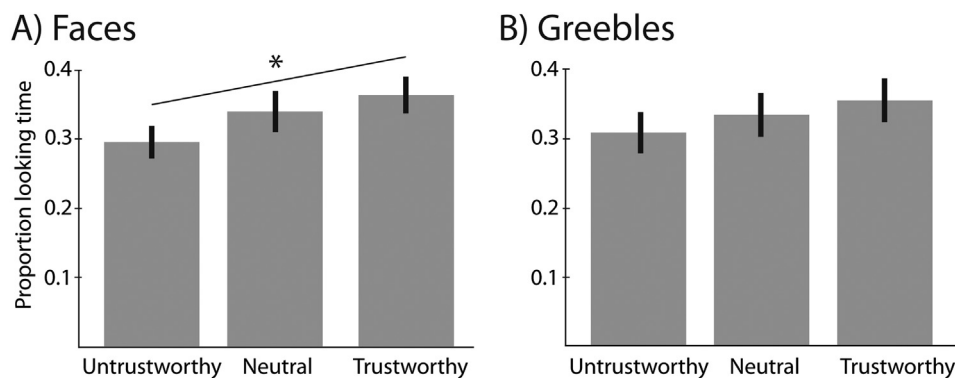 A) Faces
Proportion looking time
0.4
0.3
0.2
0.1
*
Untrustworthy Neutral Trustworthy
B) Greebles
0.4
0.3
0.2
0.1
Untrustworthy Neutral Trustworthy